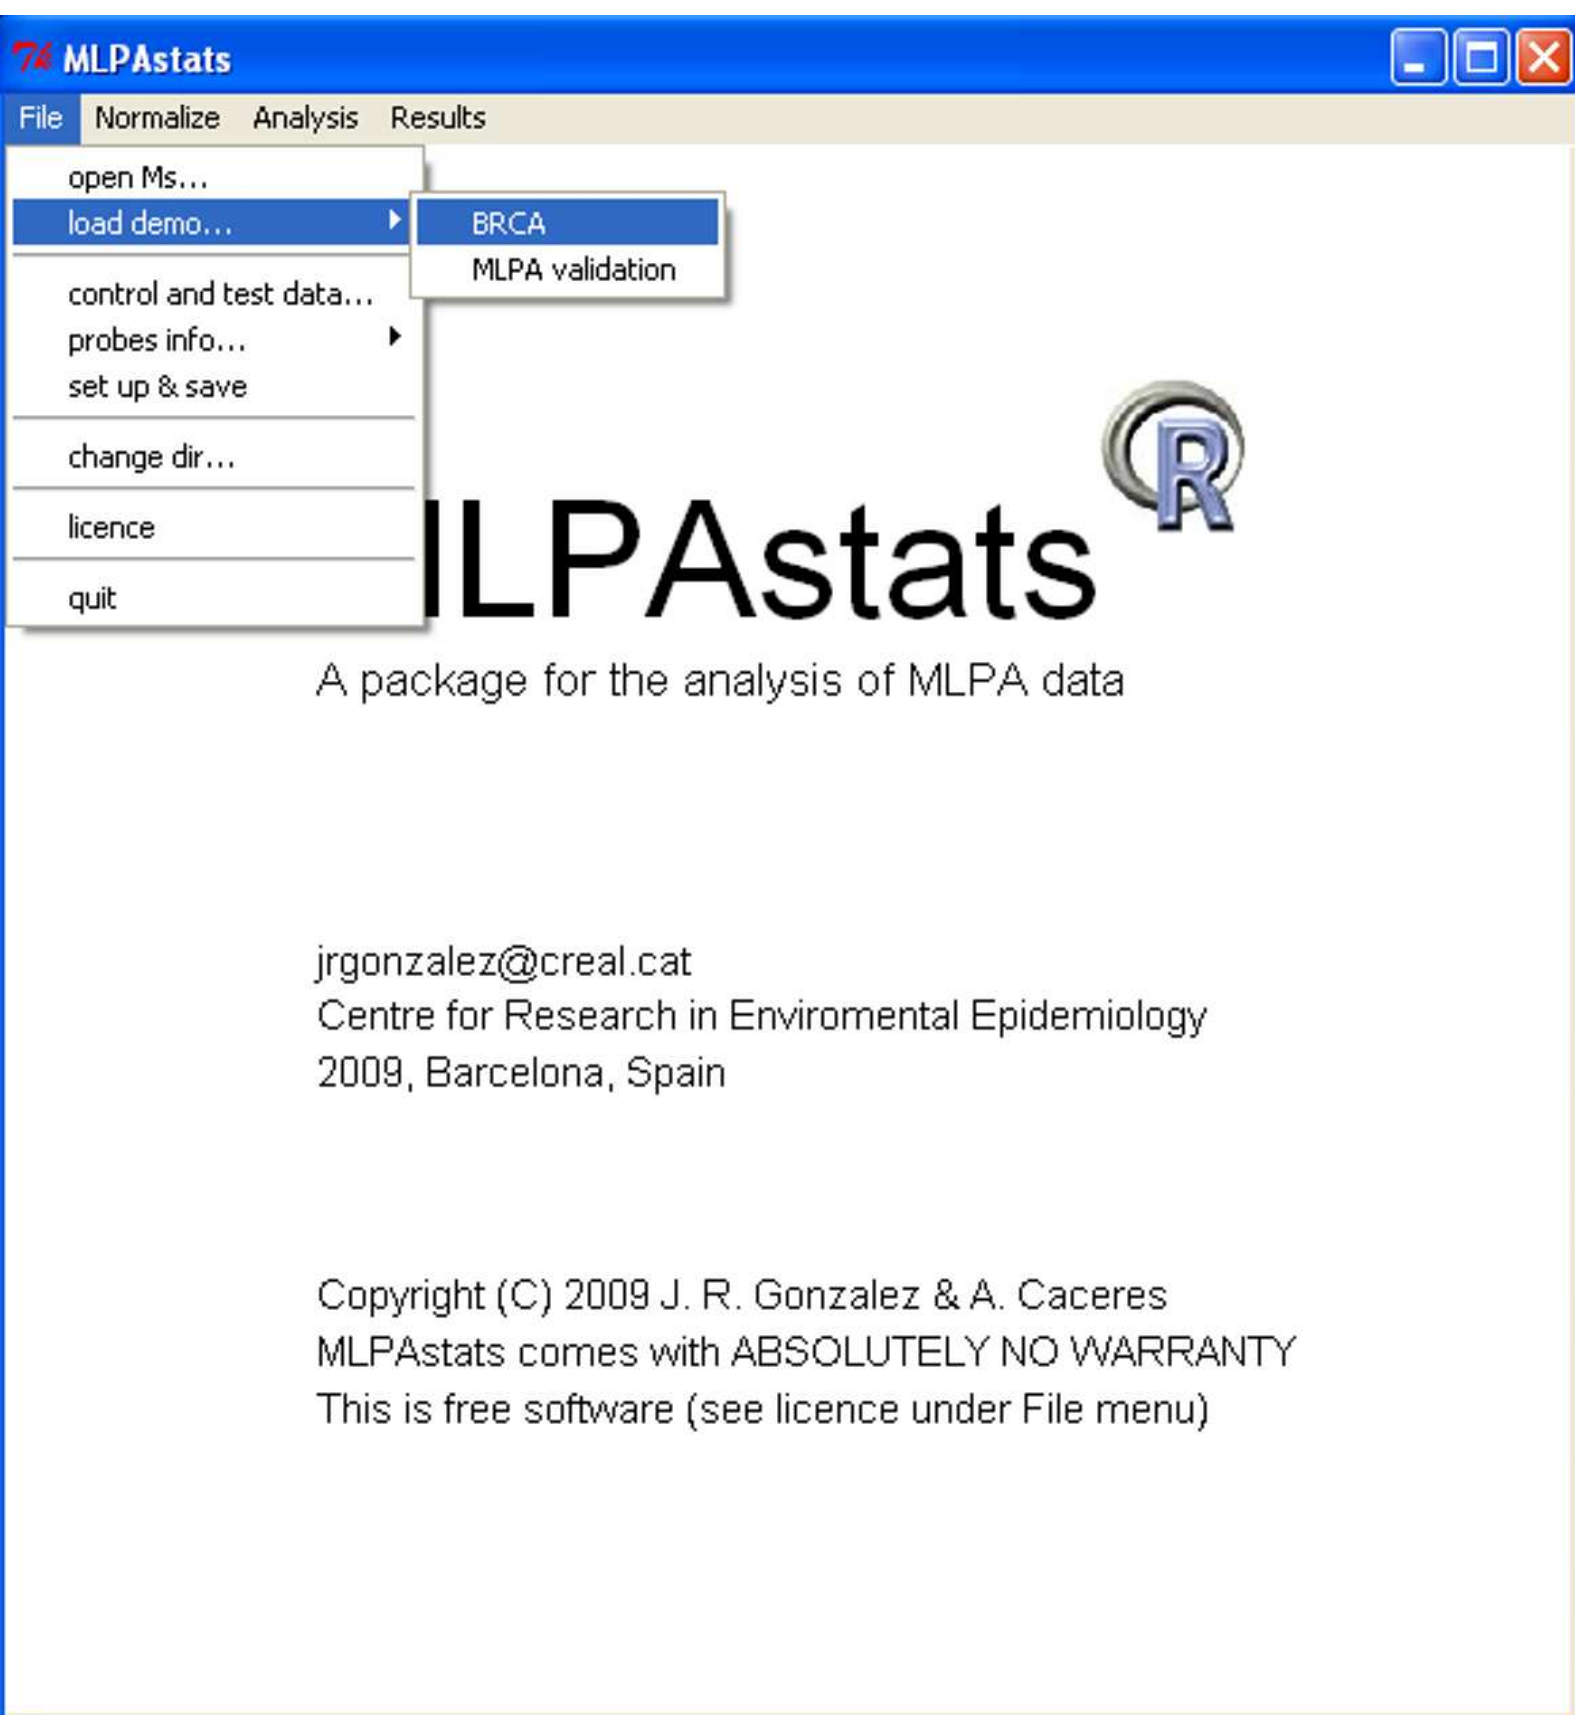 MLPAstats
File Normalize Analysis Results
open Ms...
load demo...
BRCA
MLPA validation
control and test data...
probes info...
set up & save
change dir...
licence
quit
R
LPAstats
A package for the analysis of MLPA data
jrgonzalez@creal.cat
Centre for Research in Enviromental Epidemiology
2009, Barcelona, Spain
Copyright (C) 2009 J. R. Gonzalez & A. Caceres
MLPAstats comes with ABSOLUTELY NO WARRANTY
This is free software (see licence under File menu)